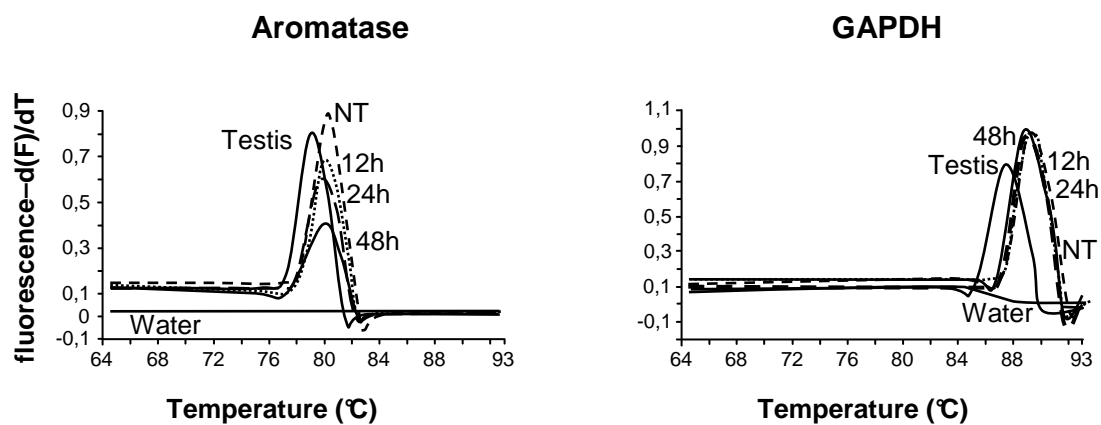 Aromatase
fluorescence–d(F)/dT
0,9
0,7
0,5
0,3
0,1
0
-0,1
Testis
NT
12h
24h
48h
Water
64 68 72 76 80 84 88 93
Temperature (°C)
GAPDH
1,1
0,9
0,7
0,5
0,3
0,1
-0,1
48h
Testis
12h
24h
NT
Water
64 68 72 76 80 84 88 93
Temperature (°C)